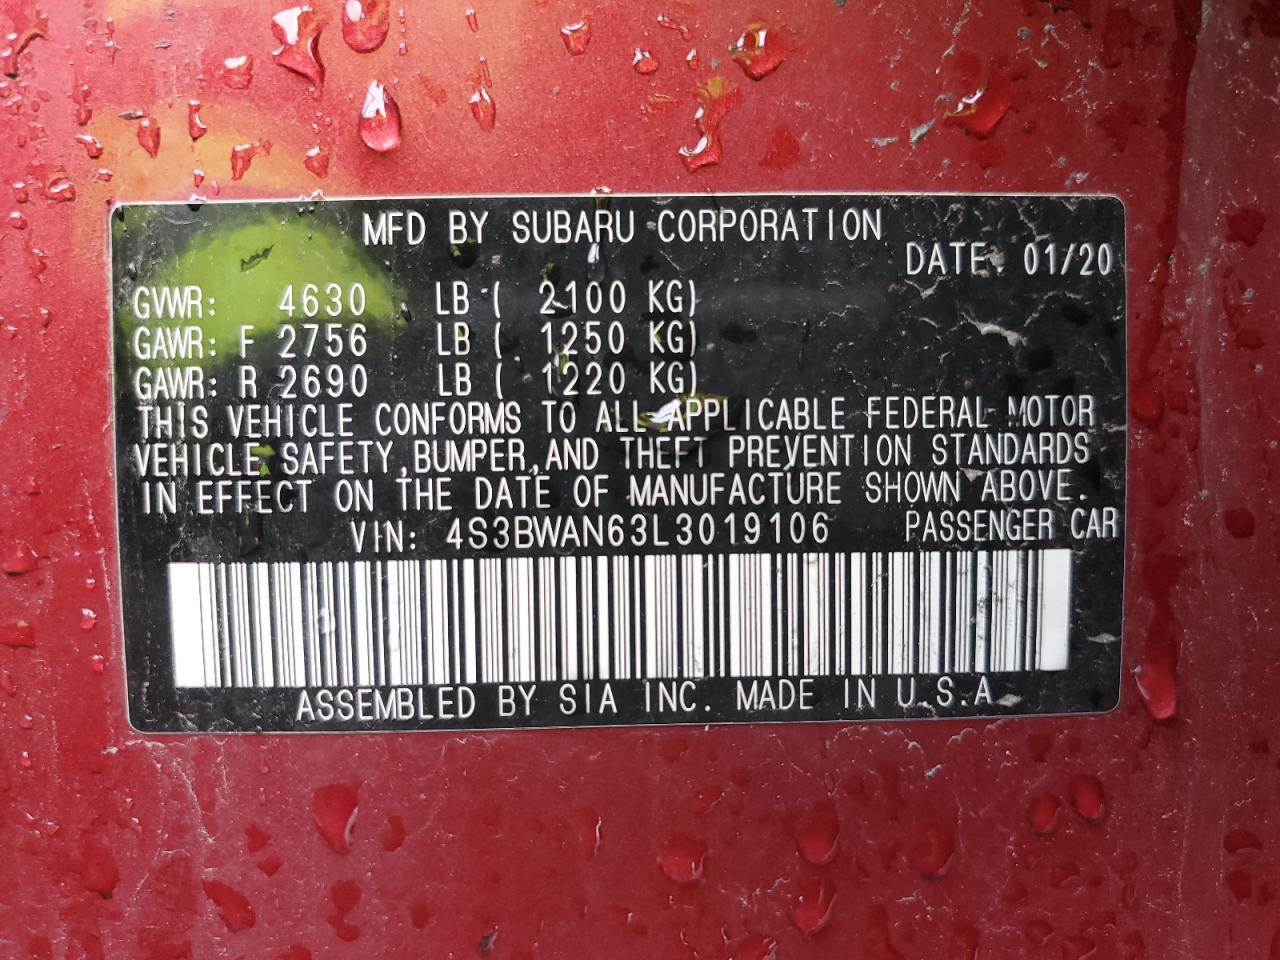 MFD BY SUBARU CORPORATION
DATE: 01/20
GVWR: 4630 LB ( 2100 KG)
GAWR: F 2756 LB ( 1250 KG)
GAWR: R 2690 LB ( 1220 KG)
THIS VEHICLE CONFORMS TO ALL APPLICABLE FEDERAL MOTOR
VEHICLE SAFETY,BUMPER,AND THEFT PREVENTION STANDARDS
IN EFFECT ON THE DATE OF MANUFACTURE SHOWN ABOVE.
VIN: 4S3BWAN63L3019106 PASSENGER CAR
ASSEMBLED BY SIA INC. MADE IN U.S.A.